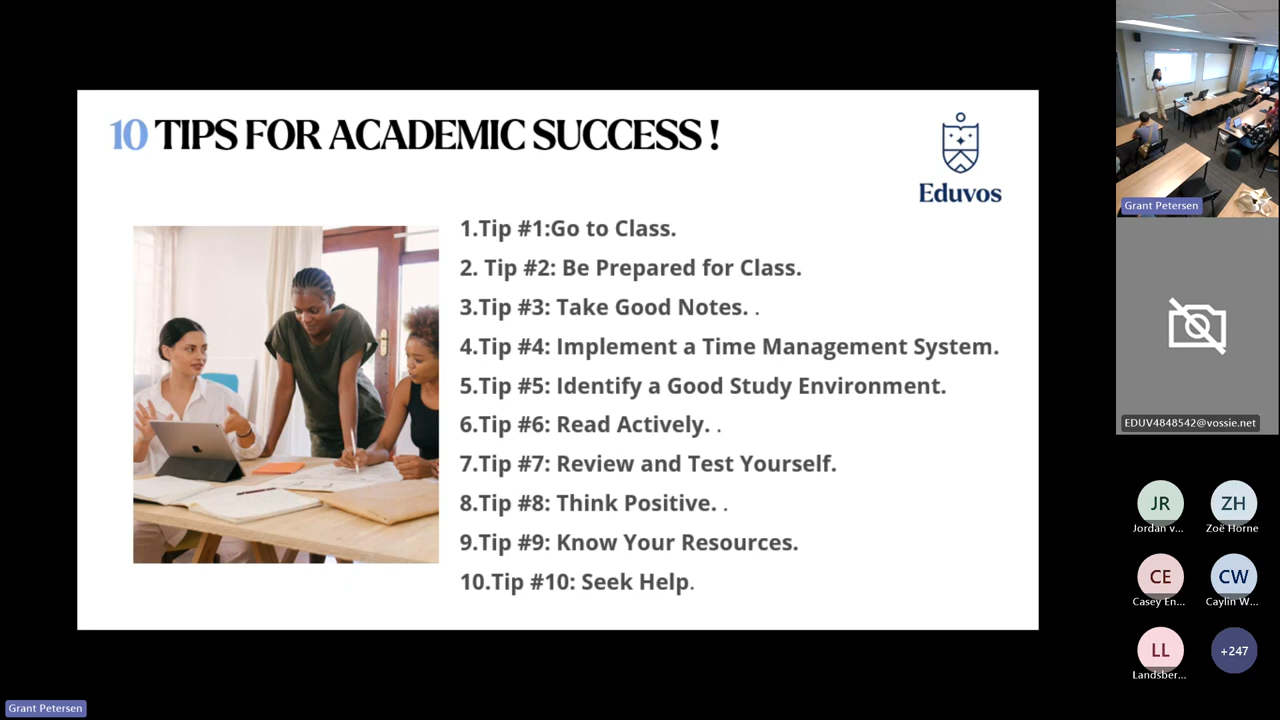 10 TIPS FOR ACADEMIC SUCCESS !
Eduvos
1.Tip #1:Go to Class.
2. Tip #2: Be Prepared for Class.
3.Tip #3: Take Good Notes. .
4.Tip #4: Implement a Time Management System.
5.Tip #5: Identify a Good Study Environment.
6.Tip #6: Read Actively. .
7.Tip #7: Review and Test Yourself.
8.Tip #8: Think Positive. .
9.Tip #9: Know Your Resources.
10.Tip #10: Seek Help.
Grant Petersen
EDUV4848542@vossie.net
JR
Jordan v...
ZH
Zoë Horne
CE
Casey En...
CW
Caylin W...
LL
Landsber...
+247
Grant Petersen